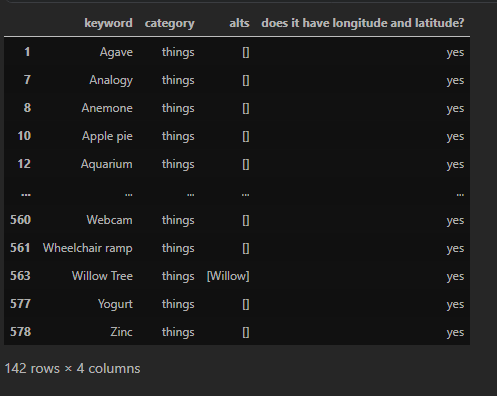 keyword category alts does it have longitude and latitude?
1 Agave things [] yes
7 Analogy things [] yes
8 Anemone things [] yes
10 Apple pie things [] yes
12 Aquarium things [] yes
... ... ... ... ...
560 Webcam things [] yes
561 Wheelchair ramp things [] yes
563 Willow Tree things [Willow] yes
577 Yogurt things [] yes
578 Zinc things [] yes
142 rows × 4 columns